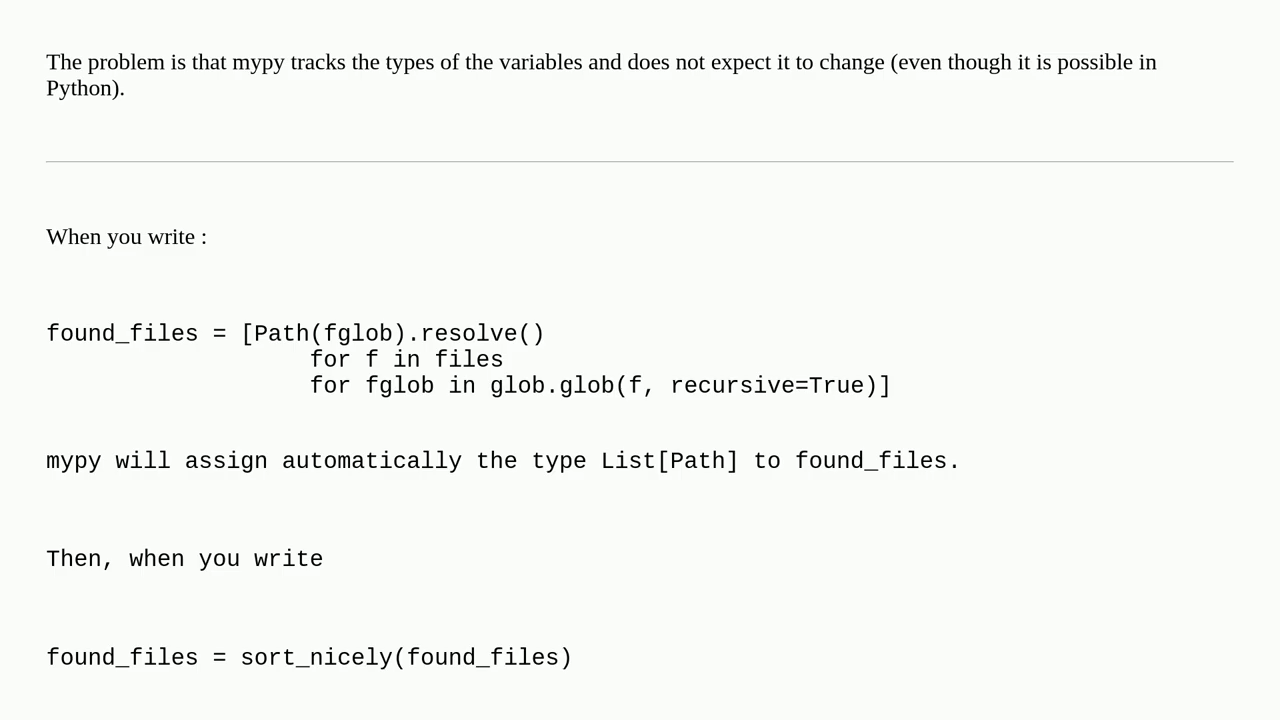 The problem is that mypy tracks the types of the variables and does not expect it to change (even though it is possible in
Python).
When you write :
found_files = [Path(fglob).resolve()
                   for f in files
                   for fglob in glob.glob(f, recursive=True)]
mypy will assign automatically the type List[Path] to found_files.
Then, when you write
found_files = sort_nicely(found_files)